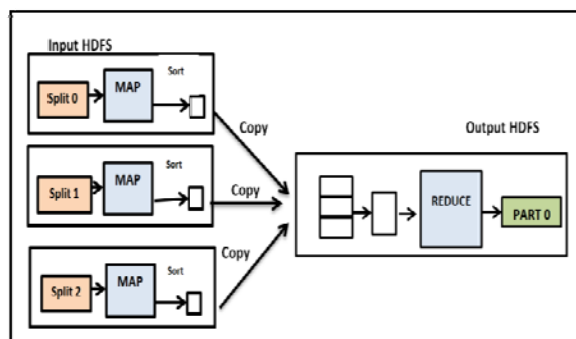 Input HDFS
Split 0
MAP
Sort
Copy
Split 1
MAP
Sort
Copy
Split 2
MAP
Sort
Copy
Output HDFS
REDUCE
PART 0